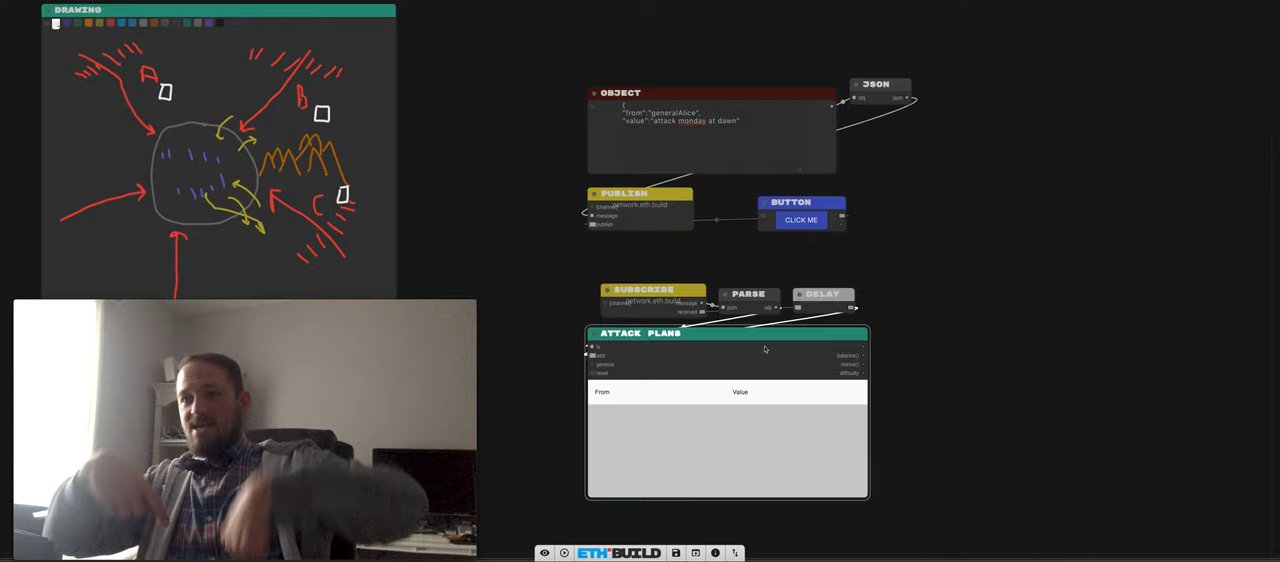 DRAWING
A
B
C
OBJECT
{
"from":"generalAlice",
"value":"attack monday at dawn"
JSON
obj
json
PUBLISH
[channel]
network.eth.build
message
publish
BUTTON
CLICK ME
SUBSCRIBE
[channel]
network.eth.build
message
received
PARSE
json
obj
DELAY
ATTACK PLANS
tx
add
genesis
reset
balance()
nonce()
difficulty
From
Value
ETH BUILD